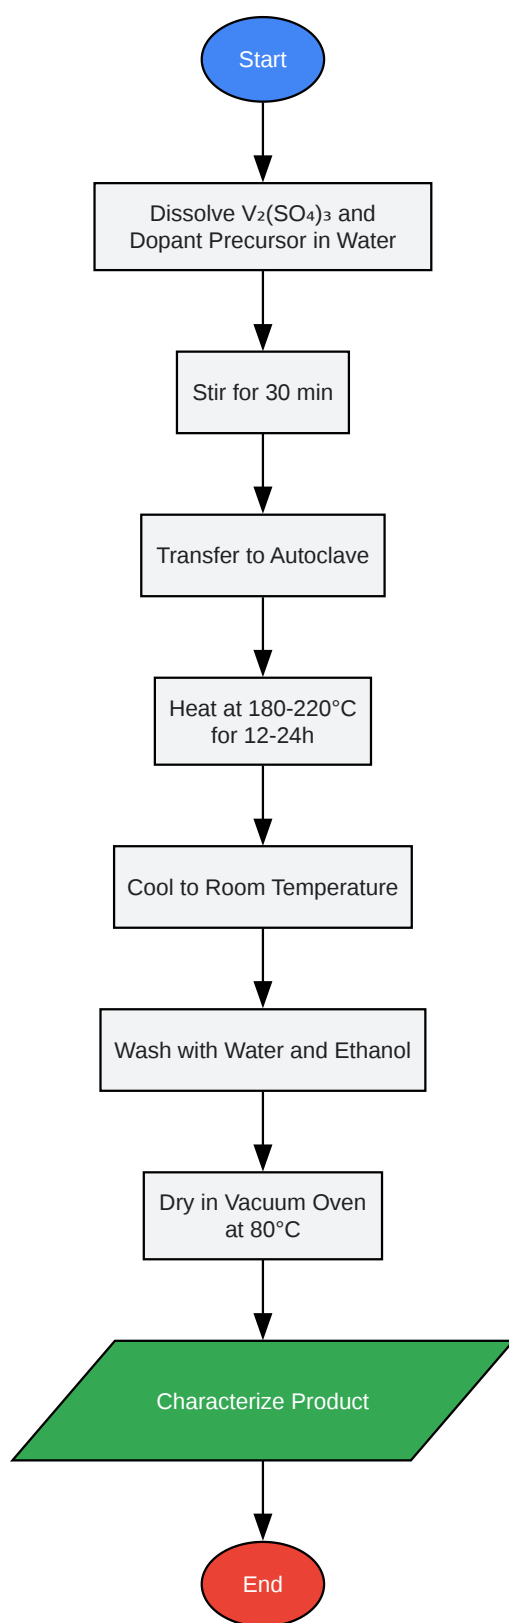 Start
Dissolve V₂(SO₄)₃ and
Dopant Precursor in Water
Stir for 30 min
Transfer to Autoclave
Heat at 180-220°C
for 12-24h
Cool to Room Temperature
Wash with Water and Ethanol
Dry in Vacuum Oven
at 80°C
Characterize Product
End